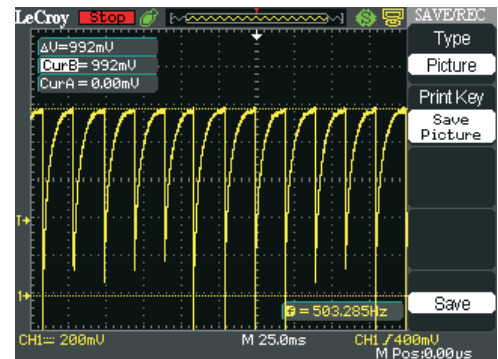 LeCroy Stop SAVE/REC
Type
Picture
Print Key
Save
Picture
Save
ΔV=992mV
CurB= 992mV
CurA = 0.00mV
T
1
F = 503.285Hz
CH1 200mV M 25.0ms CH1 400mV
M Pos:0.00μs